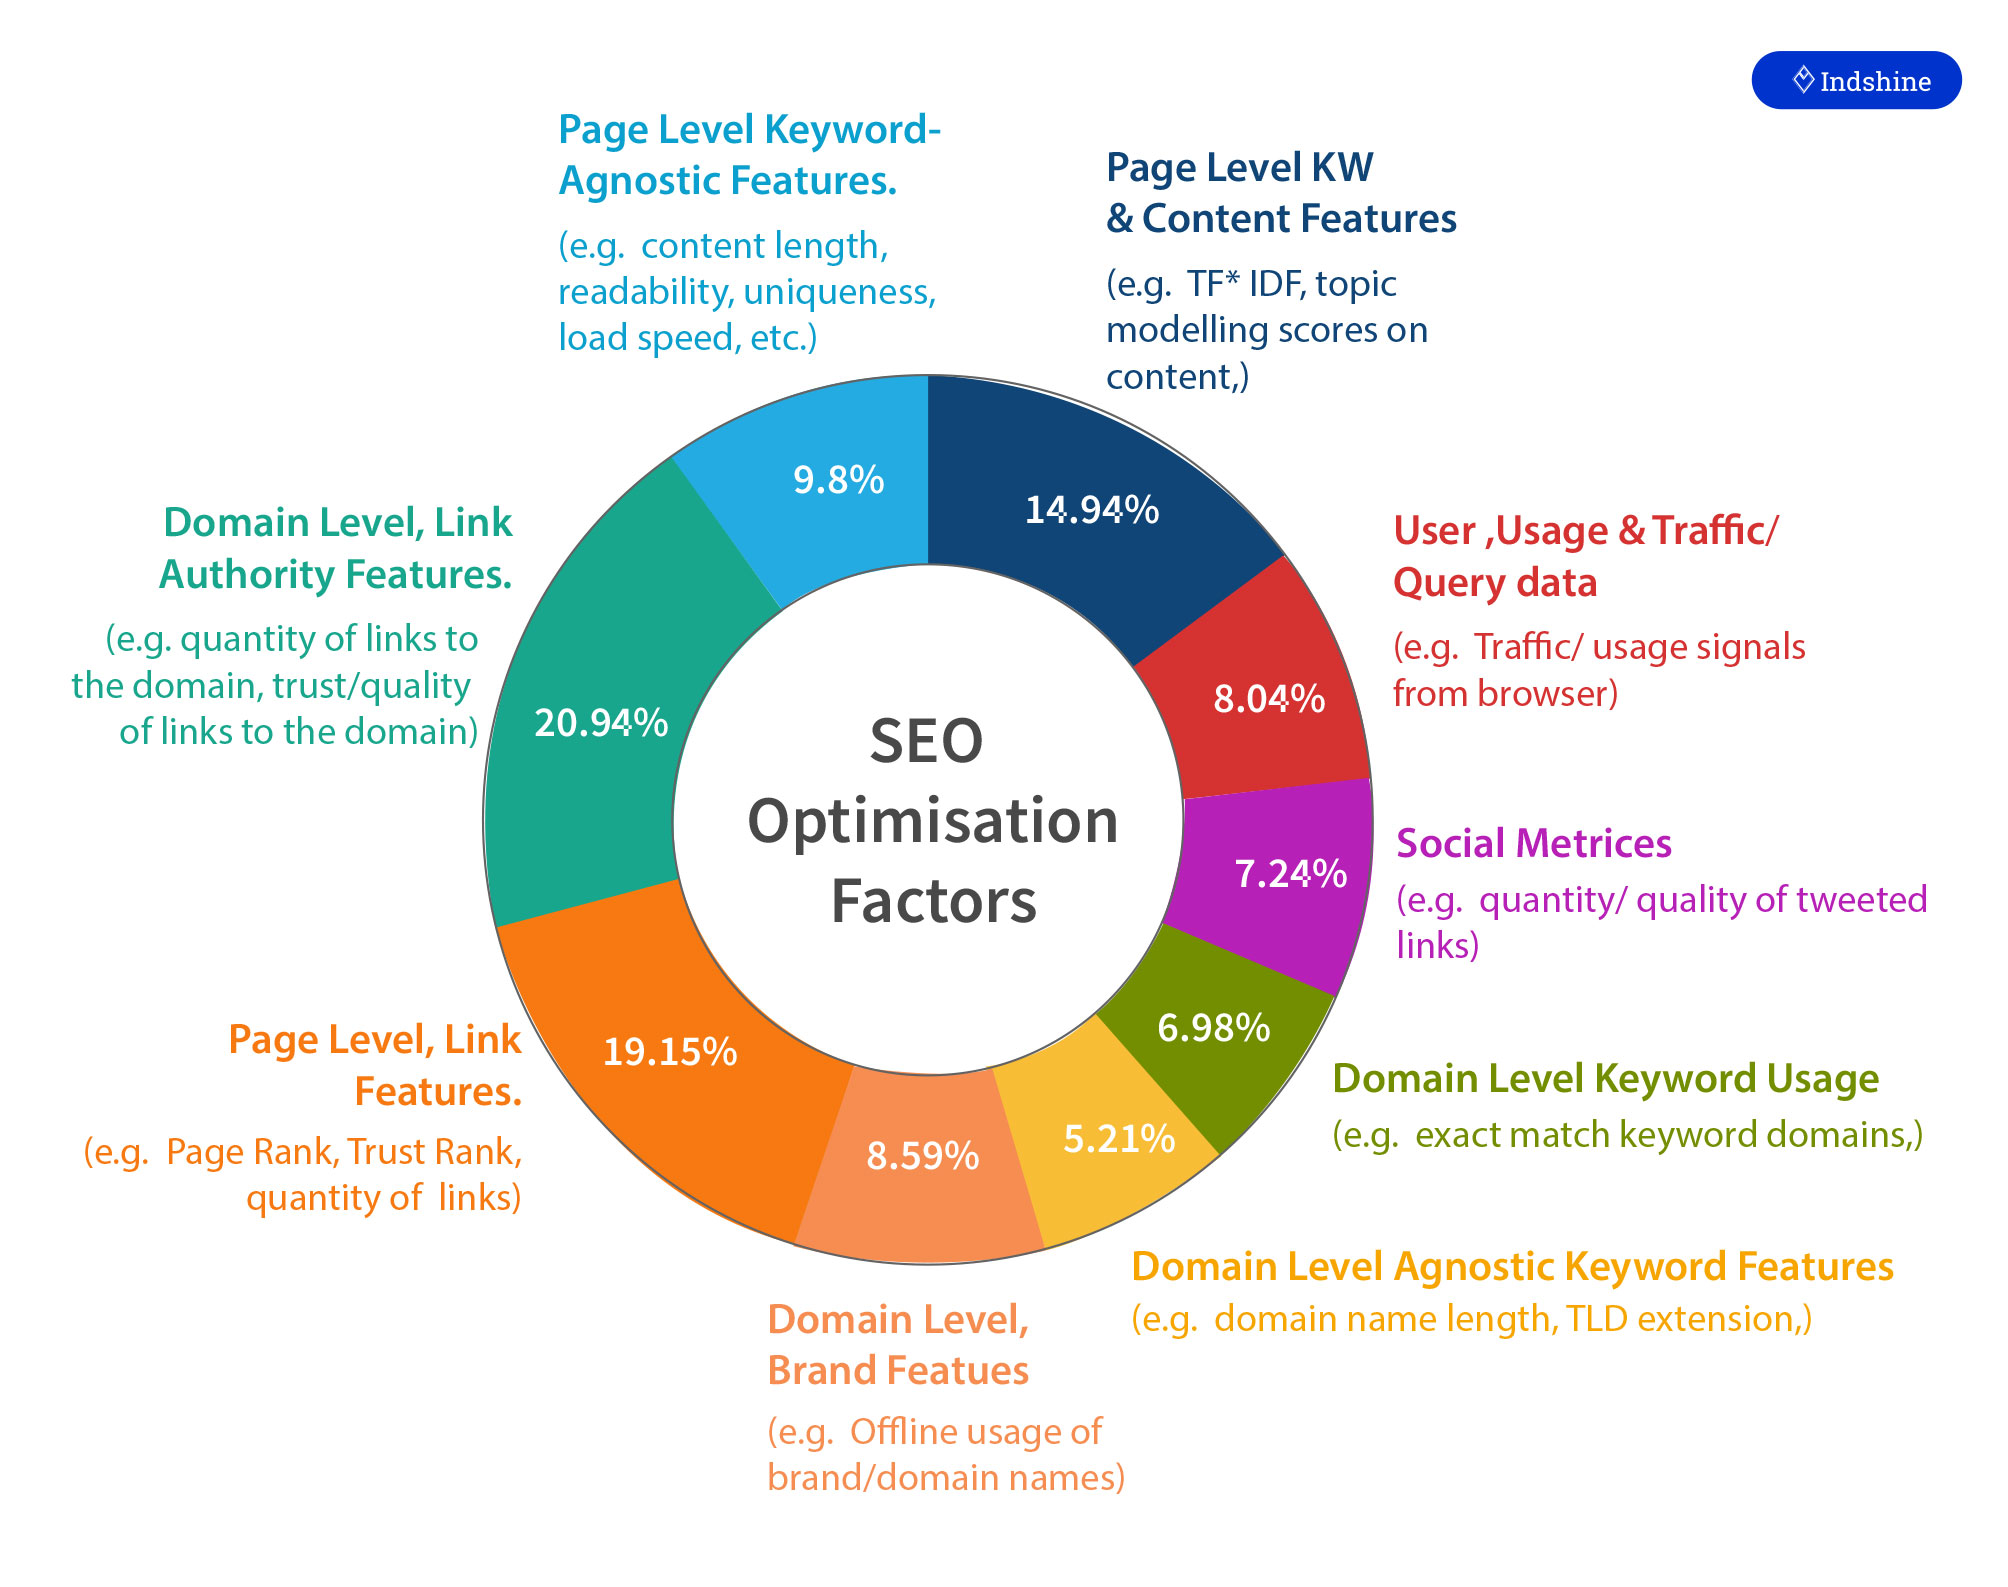 Indshine
Page Level Keyword-
Agnostic Features.
(e.g. content length,
readability, uniqueness,
load speed, etc.)
Page Level KW
& Content Features
(e.g. TF* IDF, topic
modelling scores on
content,)
9.8%
14.94%
Domain Level, Link
Authority Features.
(e.g. quantity of links to
the domain, trust/quality
of links to the domain)
20.94%
User ,Usage & Traffic/
Query data
(e.g. Traffic/ usage signals
from browser)
8.04%
SEO
Optimisation
Factors
Social Metrices
(e.g. quantity/ quality of tweeted
links)
7.24%
Page Level, Link
Features.
(e.g. Page Rank, Trust Rank,
quantity of links)
19.15%
6.98%
Domain Level Keyword Usage
(e.g. exact match keyword domains,)
8.59%
5.21%
Domain Level Agnostic Keyword Features
(e.g. domain name length, TLD extension,)
Domain Level,
Brand Featues
(e.g. Offline usage of
brand/domain names)